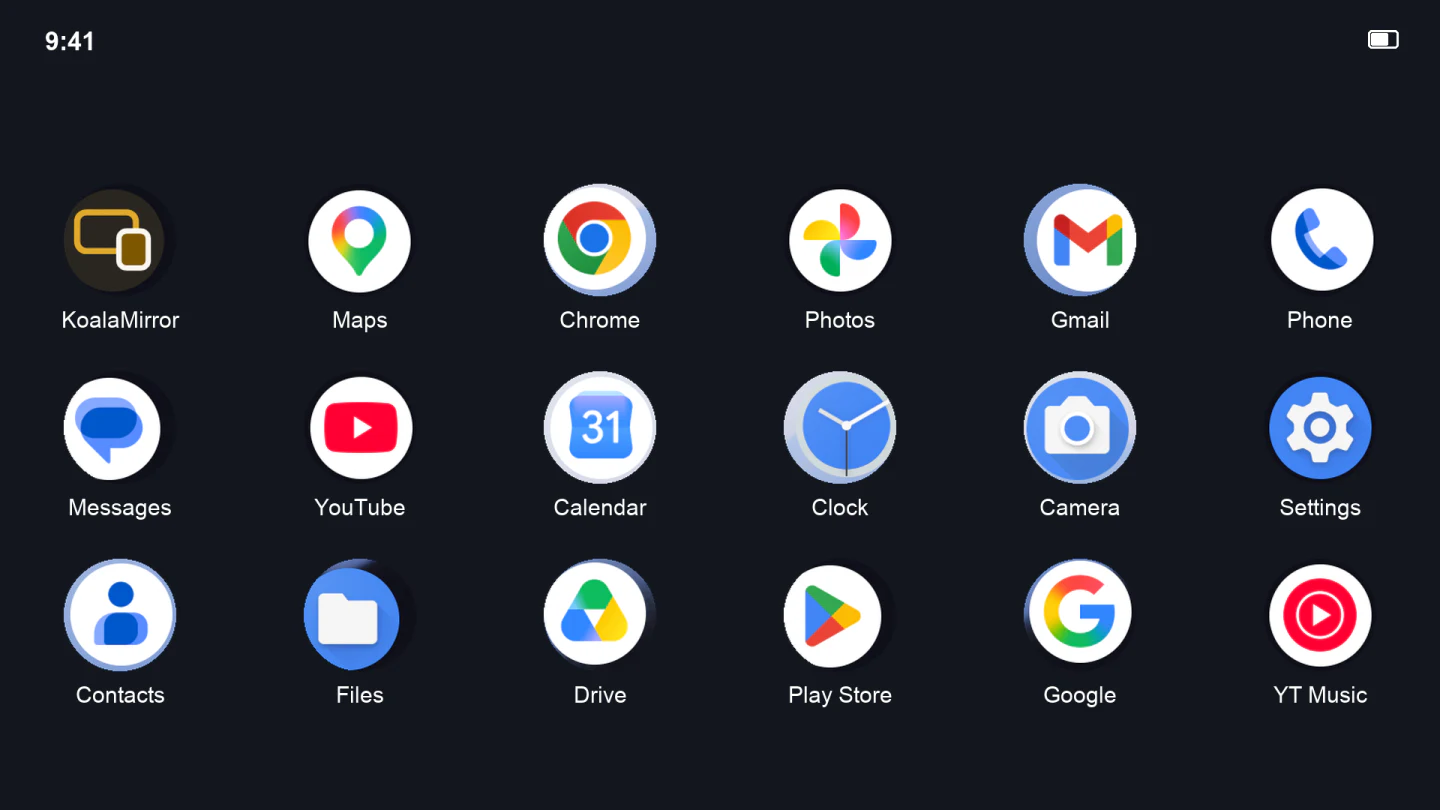 9:41
KoalaMirror
Maps
Chrome
Photos
Gmail
Phone
Messages
YouTube
31
Calendar
Clock
Camera
Settings
Contacts
Files
Drive
Play Store
Google
YT Music